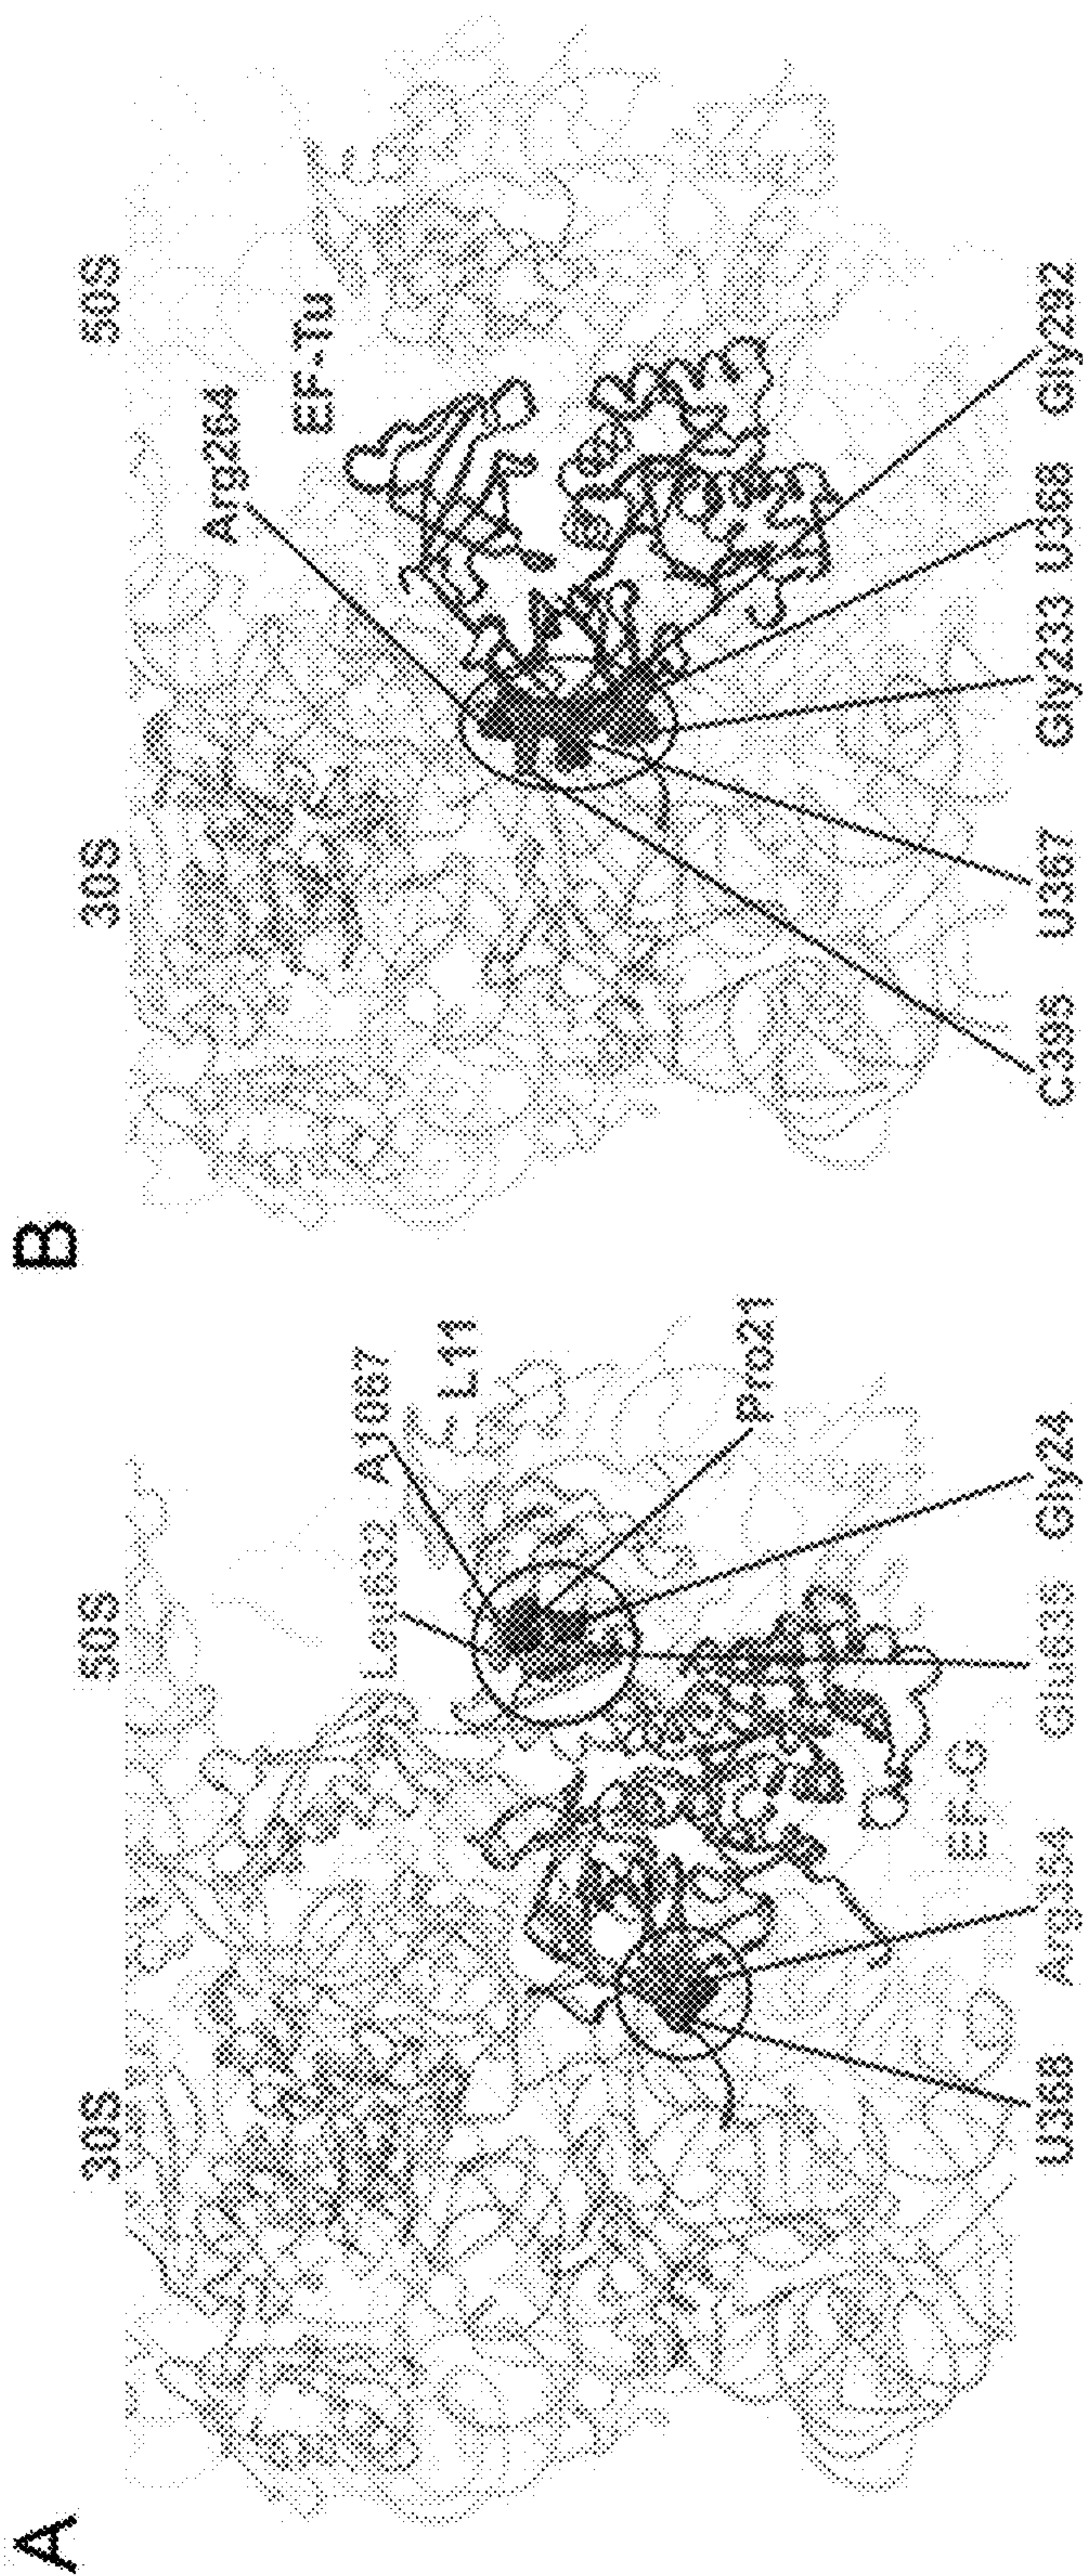 A
30S
50S
Leu632
A1067
L11
Pro21
EF-G
U368
Arg354
Glu635
Gly24
B
30S
50S
Arg264
EF-Tu
C395
U367
Gly233
U368
Gly292